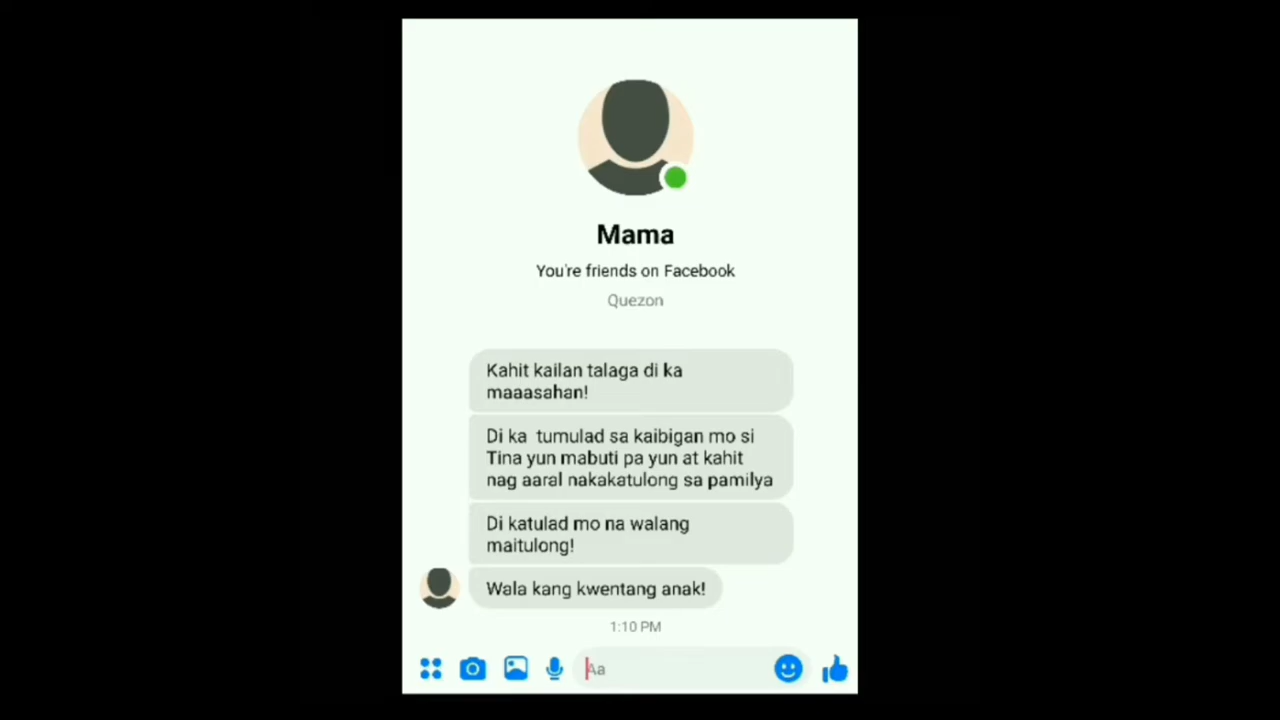 Mama
You're friends on Facebook
Quezon
Kahit kailan talaga di ka
maaasahan!
Di ka  tumulad sa kaibigan mo si
Tina yun mabuti pa yun at kahit
nag aaral nakakatulong sa pamilya
Di katulad mo na walang
maitulong!
Wala kang kwentang anak!
1:10 PM
Aa